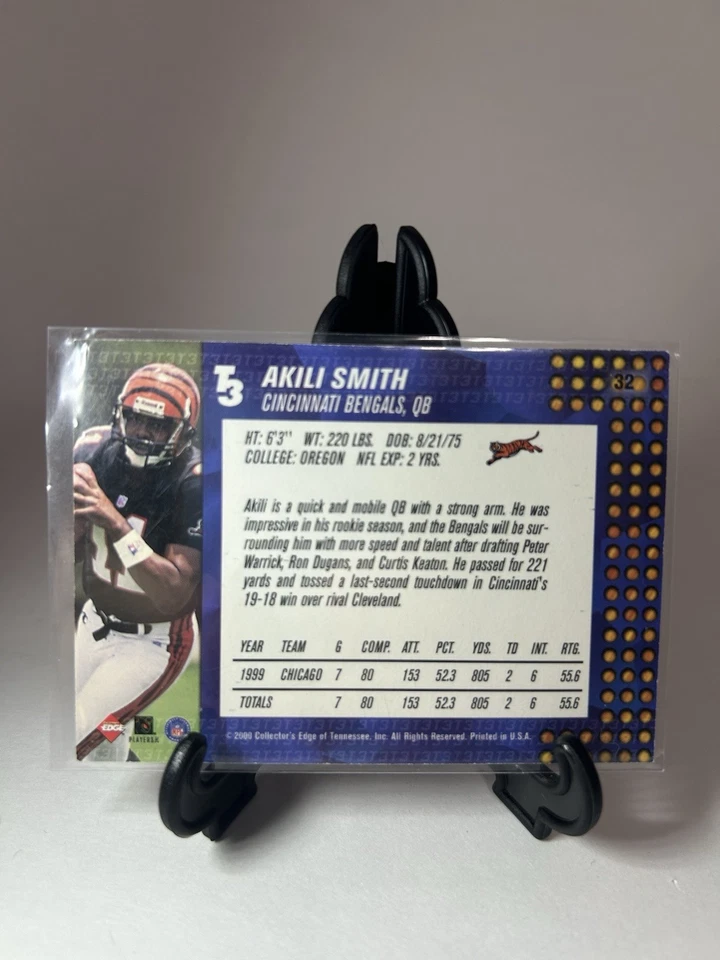 T3
AKILI SMITH
32
CINCINNATI BENGALS, QB
HT: 6'3" WT: 220 LBS. DOB: 8/21/75
COLLEGE: OREGON NFL EXP: 2 YRS.
Akili is a quick and mobile QB with a strong arm. He was
impressive in his rookie season, and the Bengals will be sur-
rounding him with more speed and talent after drafting Peter
Warrick, Ron Dugans, and Curtis Keaton. He passed for 221
yards and tossed a last-second touchdown in Cincinnati's
19-18 win over rival Cleveland.
YEAR TEAM G COMP. ATT. PCT. YDS. TD INT. RTG.
1999 CHICAGO 7 80 153 52.3 805 2 6 55.6
TOTALS 7 80 153 52.3 805 2 6 55.6
EDGE PLAYERS NFL
© 2000 Collector's Edge of Tennessee, Inc. All Rights Reserved. Printed in U.S.A.